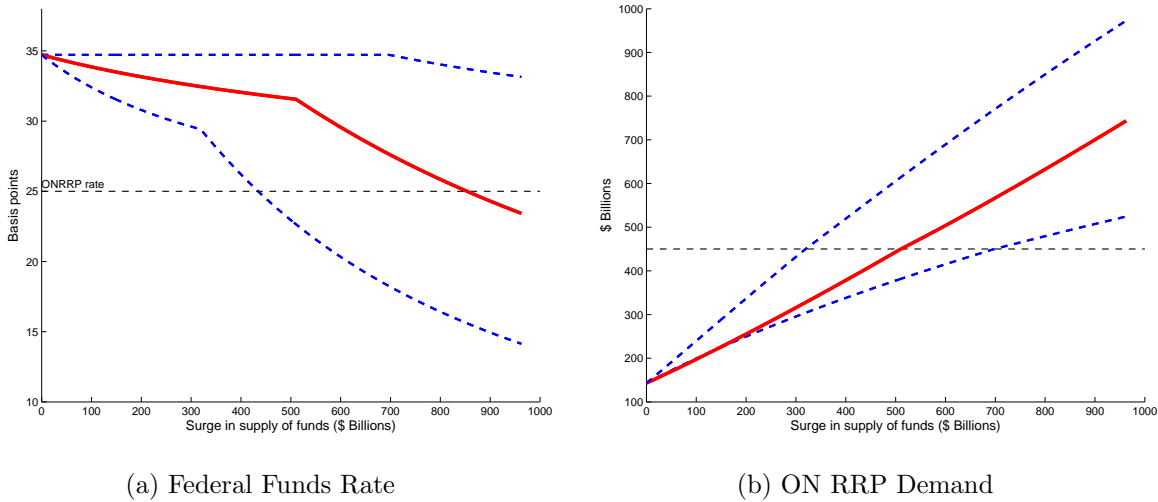 35
30
25
20
15
10
Basis points
ONRRP rate
0 100 200 300 400 500 600 700 800 900 1000
Surge in supply of funds ($ Billions)
(a) Federal Funds Rate
1000
900
800
700
600
500
400
300
200
100
$ Billions
0 100 200 300 400 500 600 700 800 900 1000
Surge in supply of funds ($ Billions)
(b) ON RRP Demand